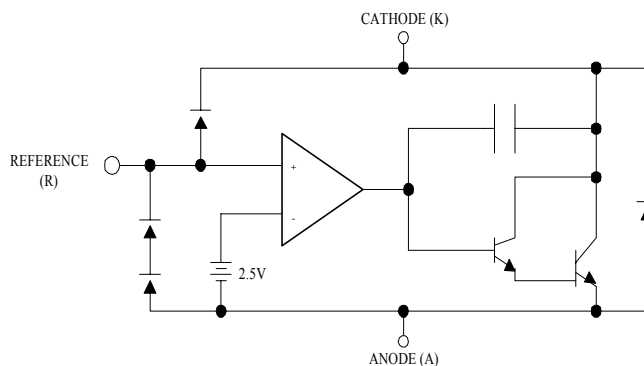 CATHODE (K)
REFERENCE
(R)
+
-
2.5V
ANODE (A)